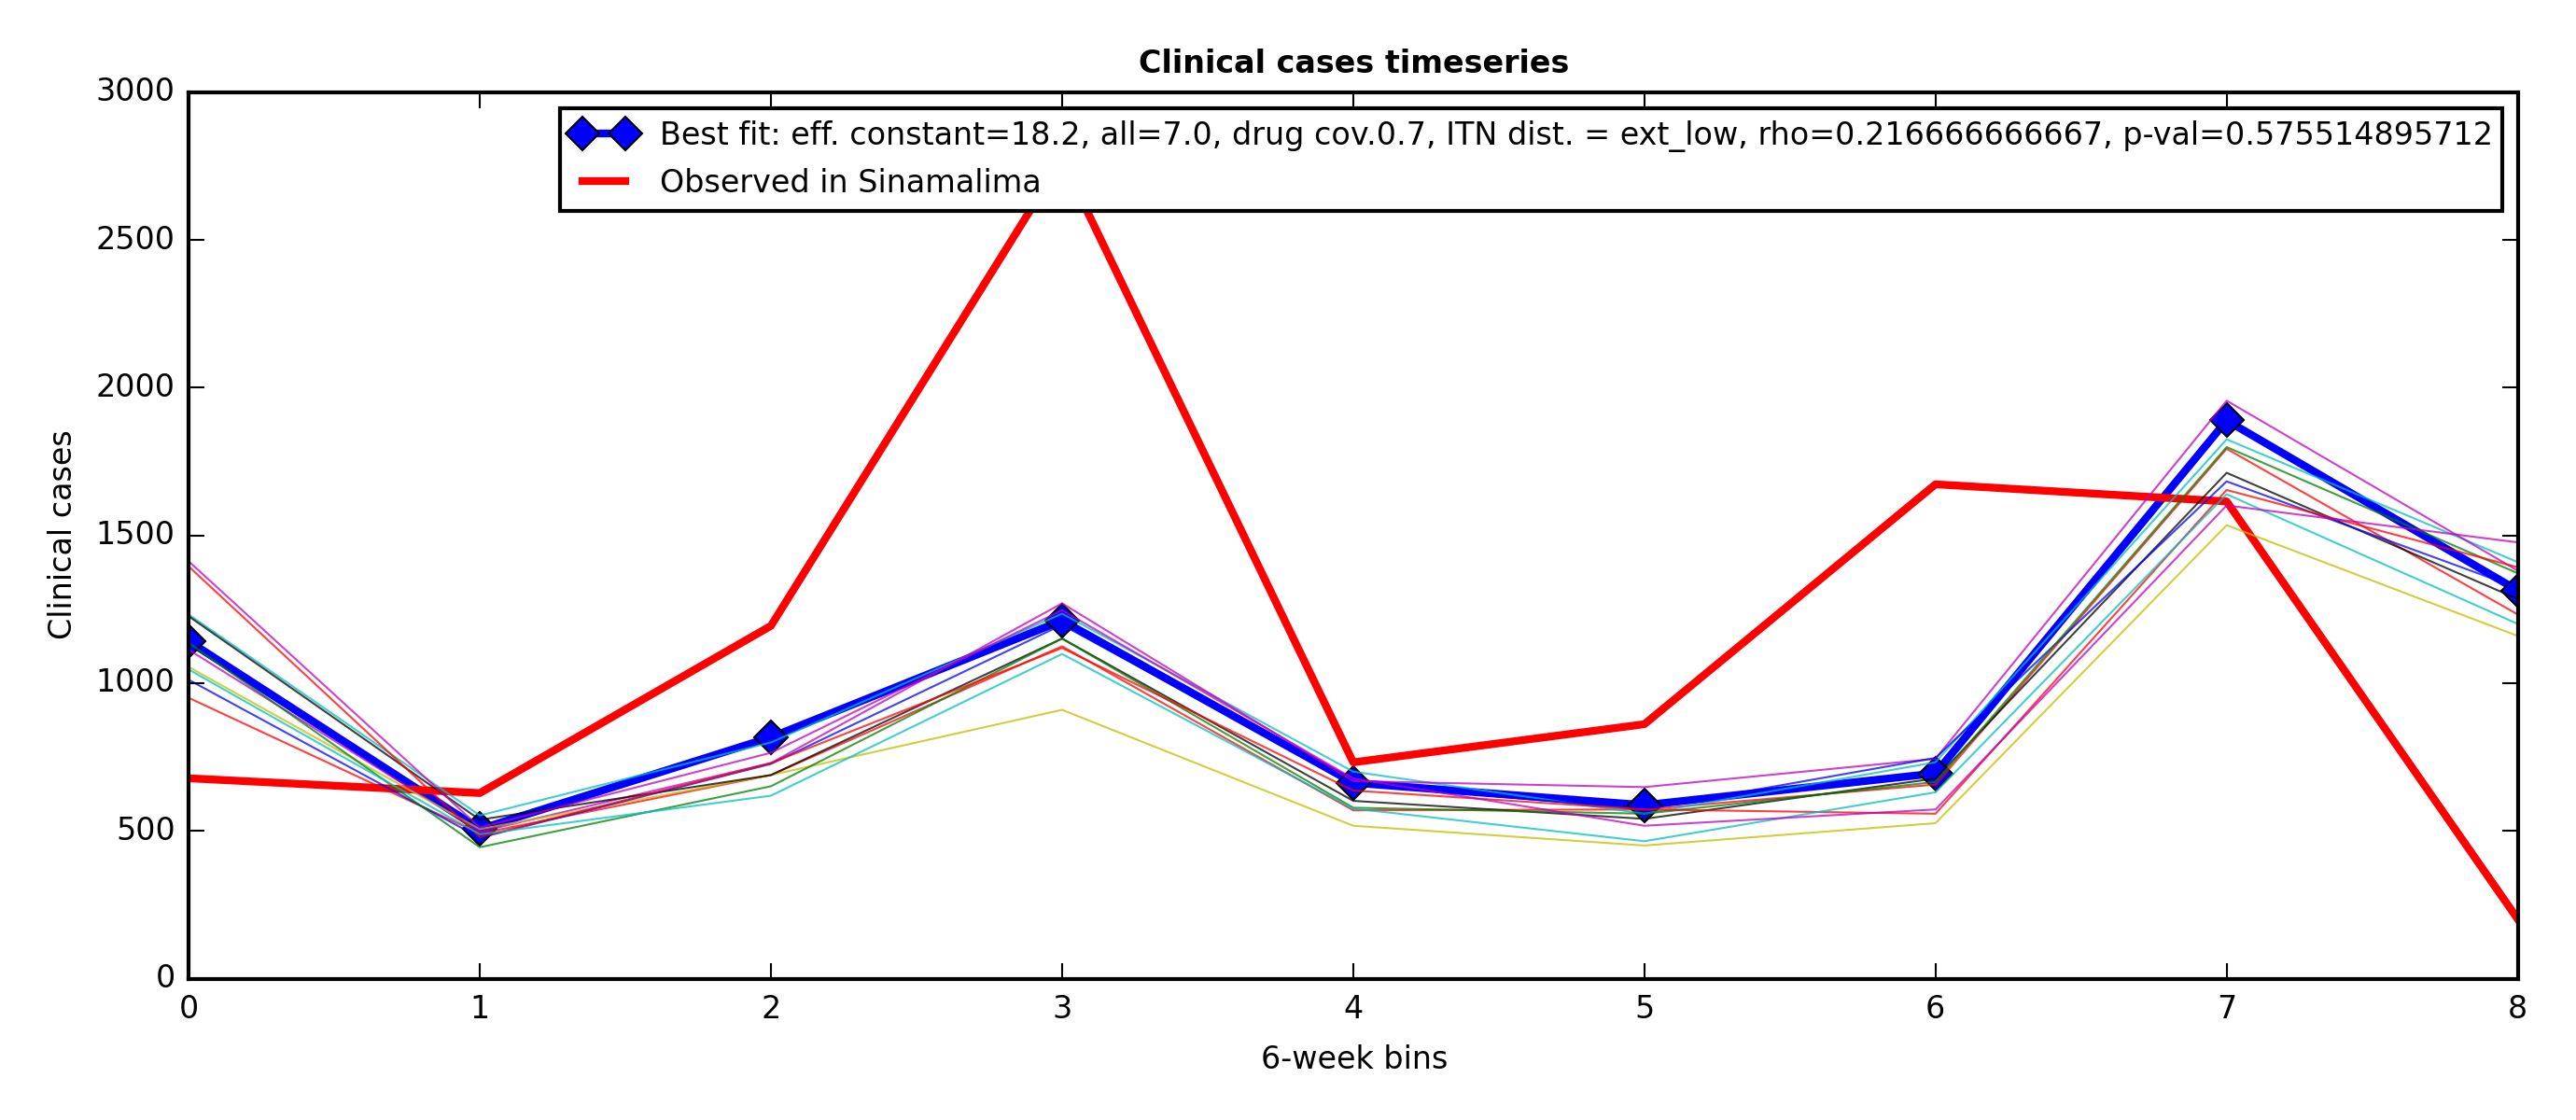 Clinical cases timeseries
3000
2500
2000
1500
1000
500
0
Clinical cases
Best fit: eff. constant=18.2, all=7.0, drug cov.0.7, ITN dist. = ext_low, rho=0.216666666667, p-val=0.575514895712
Observed in Sinamalima
0 1 2 3 4 5 6 7 8
6-week bins